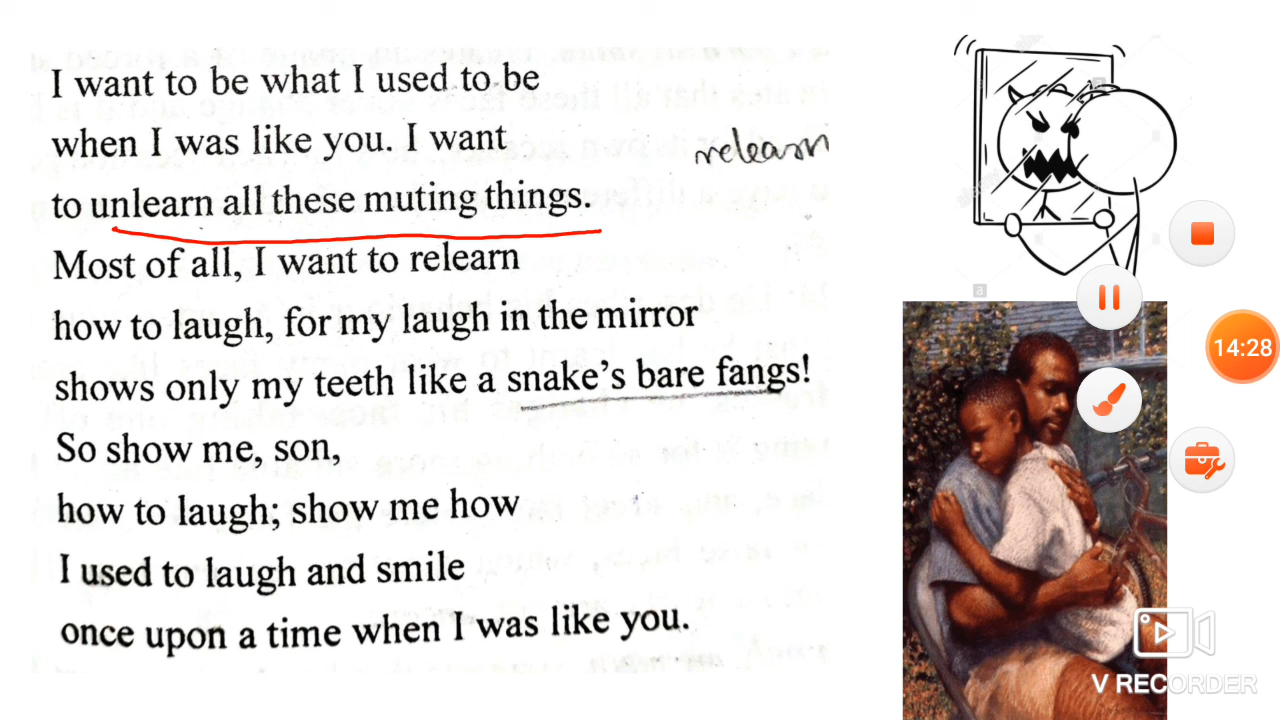 I want to be what I used to be
when I was like you. I want
to unlearn all these muting things.
Most of all, I want to relearn
how to laugh, for my laugh in the mirror
shows only my teeth like a snake's bare fangs!
So show me, son,
how to laugh; show me how
I used to laugh and smile
once upon a time when I was like you.
relearn
14:28
V RECORDER